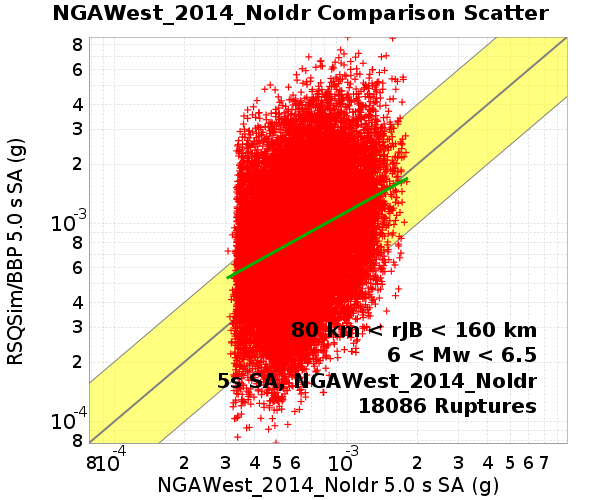 NGAWest_2014_NoIdr Comparison Scatter
8
6
4
3
2
10-3
8
6
4
3
2
10-4
8
RSQSim/BBP 5.0 s SA (g)
80 km < rJB < 160 km
6 < Mw < 6.5
5s SA, NGAWest_2014_NoIdr
18086 Ruptures
8 10-4 2 3 4 5 6 10-3 2 3 4 5 6 7
NGAWest_2014_NoIdr 5.0 s SA (g)